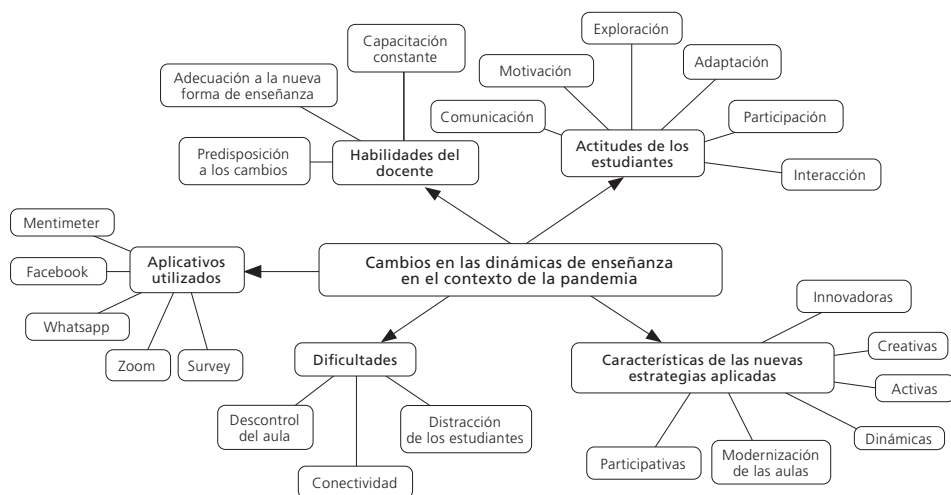 Exploración
Capacitación
constante
Motivación
Adaptación
Adecuación a la nueva
forma de enseñanza
Comunicación
Participación
Habilidades del
docente
Actitudes de los
estudiantes
Predisposición
a los cambios
Interacción
Mentimeter
Aplicativos
utilizados
Cambios en las dinámicas de enseñanza
en el contexto de la pandemia
Facebook
Innovadoras
Whatsapp
Zoom
Survey
Dificultades
Características de las nuevas
estrategias aplicadas
Creativas
Activas
Descontrol
del aula
Distracción
de los estudiantes
Dinámicas
Conectividad
Participativas
Modernización
de las aulas